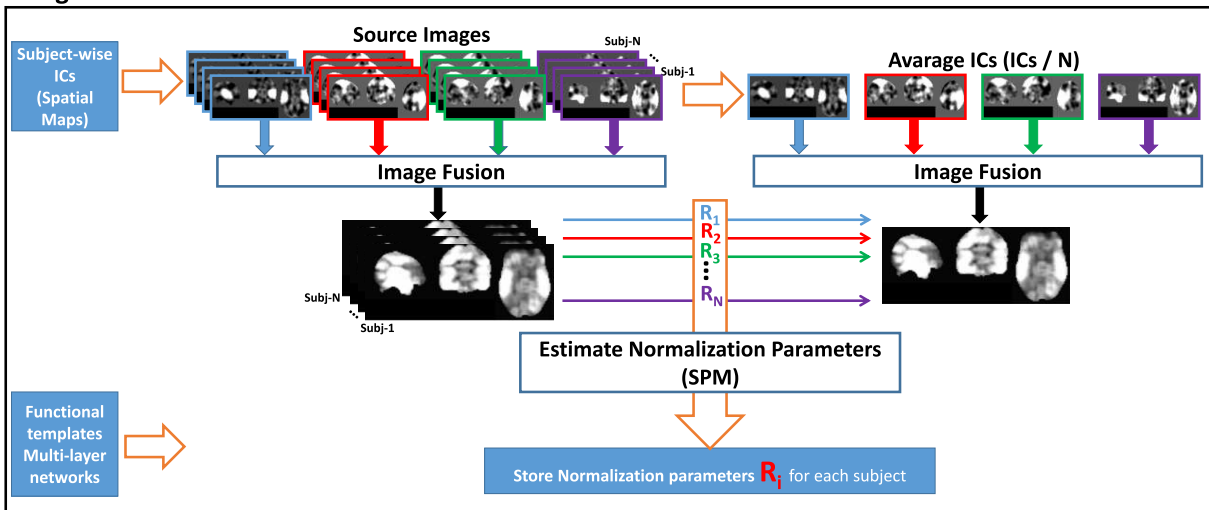 Source Images
Subj-N
Subj-1
Subject-wise
ICs
(Spatial
Maps)
Avarage ICs (ICs / N)
Image Fusion
Image Fusion
R1
R2
R3
RN
Subj-N
Subj-1
Estimate Normalization Parameters
(SPM)
Functional
templates
Multi-layer
networks
Store Normalization parameters Ri for each subject